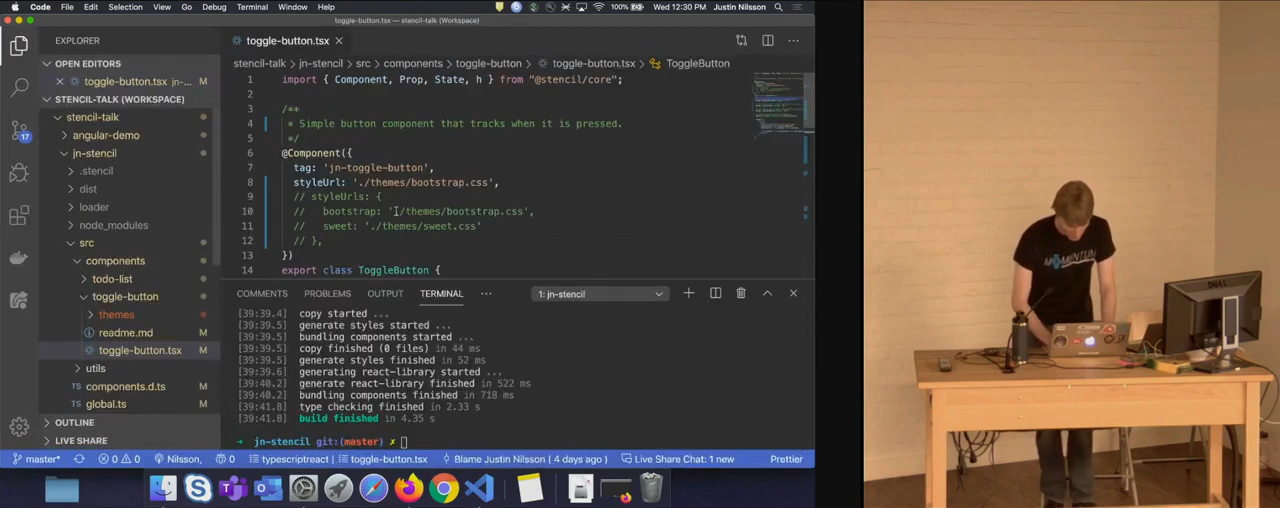 Code File Edit Selection View Go Debug Terminal Window Help 100% Wed 12:30 PM Justin Nilsson
toggle-button.tsx — stencil-talk (Workspace)
EXPLORER
OPEN EDITORS
toggle-button.tsx jn-... M
STENCIL-TALK (WORKSPACE)
stencil-talk
angular-demo
jn-stencil
.stencil
dist
loader
node_modules
src
components
todo-list
toggle-button
themes
readme.md M
toggle-button.tsx M
utils
TS components.d.ts M
TS global.ts M
OUTLINE
LIVE SHARE
17
toggle-button.tsx
stencil-talk > jn-stencil > src > components > toggle-button > toggle-button.tsx > ToggleButton
1 import { Component, Prop, State, h } from "@stencil/core";
2
3 /**
4 * Simple button component that tracks when it is pressed.
5 */
6 @Component({
7 tag: 'jn-toggle-button',
8 styleUrl: './themes/bootstrap.css',
9 // styleUrls: {
10 // bootstrap: './themes/bootstrap.css',
11 // sweet: './themes/sweet.css'
12 // },
13 })
14 export class ToggleButton {
COMMENTS PROBLEMS OUTPUT TERMINAL ... 1: jn-stencil
[39:39.4] copy started ...
[39:39.5] generate styles started ...
[39:39.5] bundling components started ...
[39:39.5] copy finished (0 files) in 44 ms
[39:39.5] generate styles finished in 52 ms
[39:39.6] generating react-library started ...
[39:40.2] generate react-library finished in 522 ms
[39:40.2] bundling components finished in 718 ms
[39:41.8] type checking finished in 2.33 s
[39:41.8] build finished in 4.35 s
→ jn-stencil git:(master) ✗
master* 0 0 Nilsson, 0 typescriptreact toggle-button.tsx Blame Justin Nilsson ( 4 days ago ) Live Share Chat: 1 new Prettier
MOMENTUM
DELL